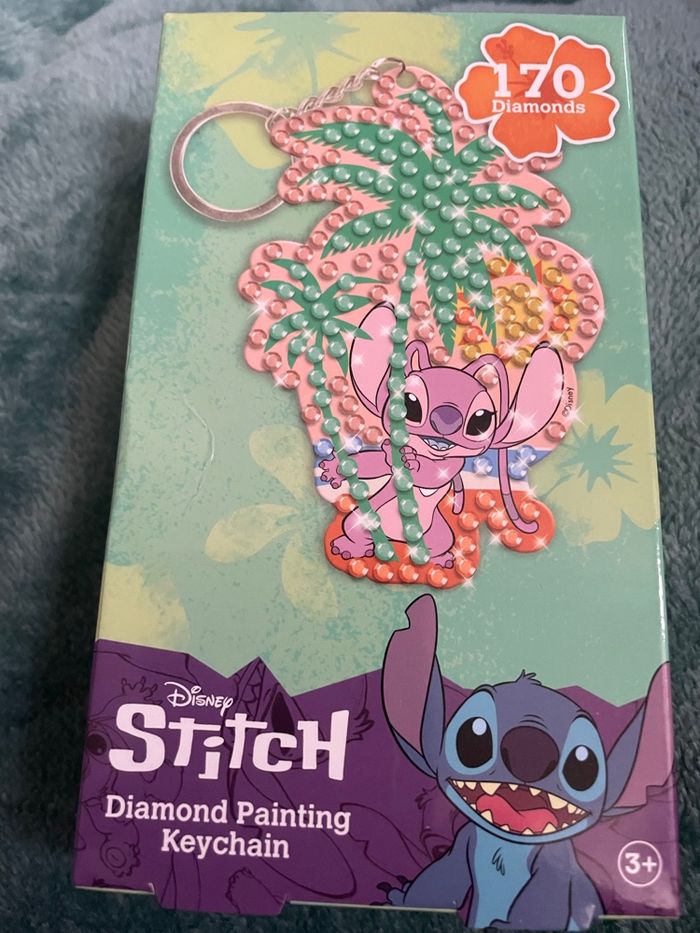 170
Diamonds
©Disney
Disney
Stitch
Diamond Painting
Keychain
3+